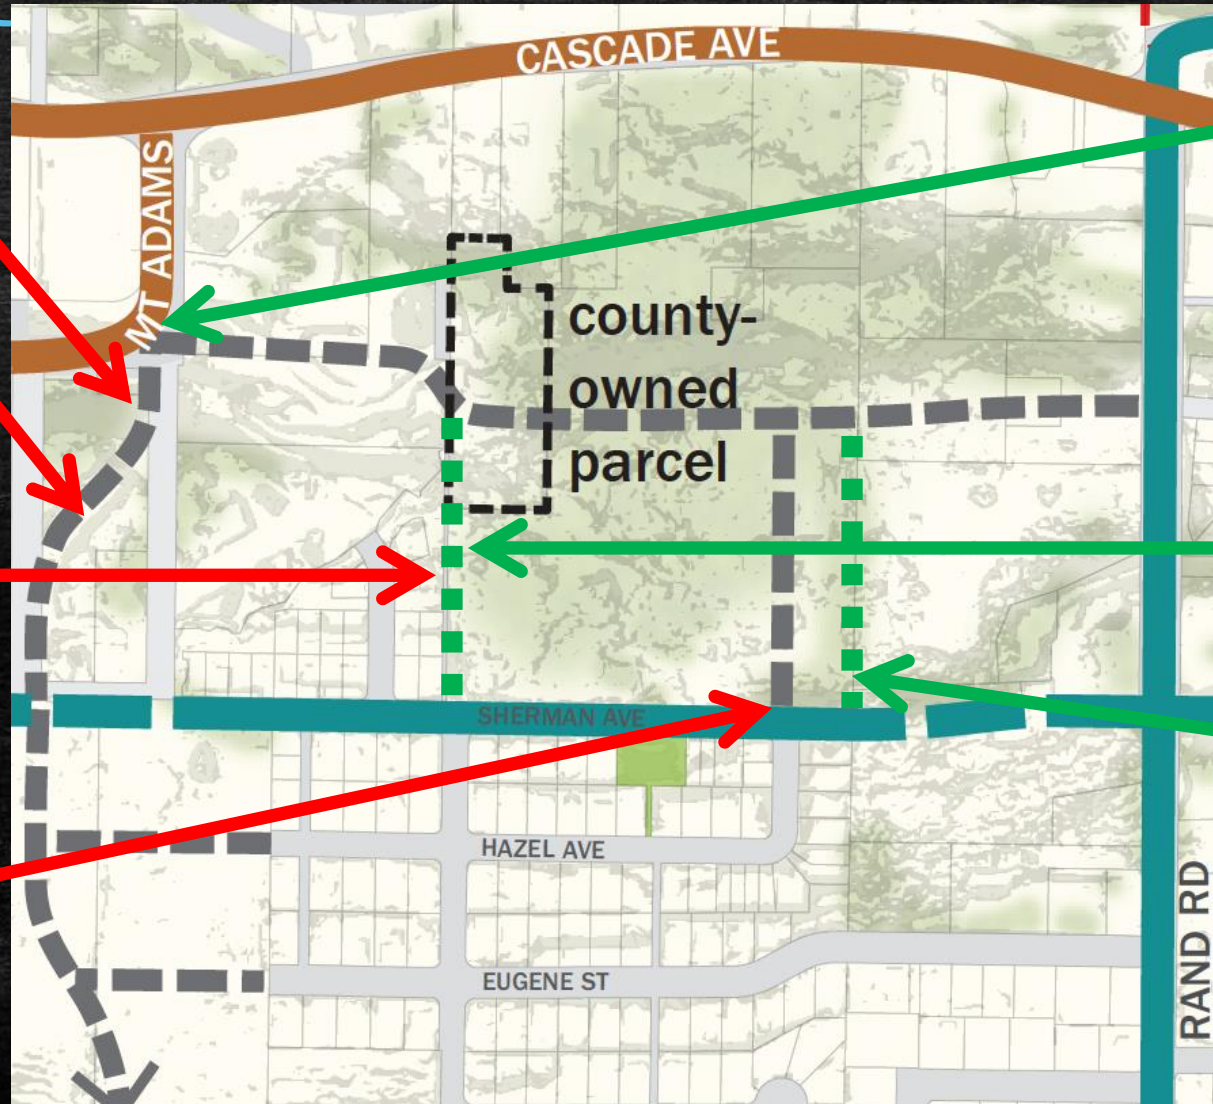 CASCADE AVE
MT ADAMS
county-
owned
parcel
SHERMAN AVE
HAZEL AVE
EUGENE ST
RAND RD